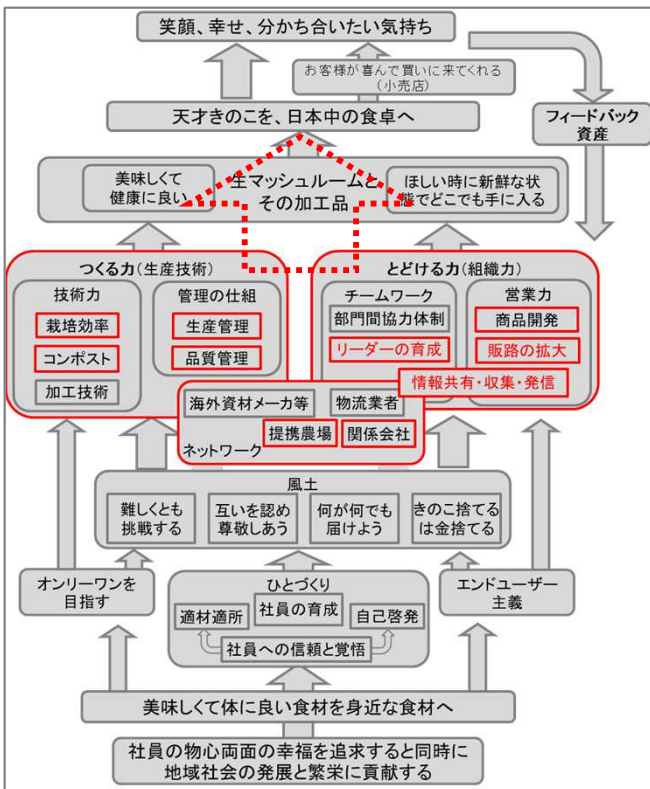 笑顔、幸せ、分かち合いたい気持ち
お客様が喜んで買いに来てくれる
(小売店)
天才きのこを、日本中の食卓へ
フィードバック
資産
美味しくて
健康に良い
生マッシュルームと
その加工品
ほしい時に新鮮な状
態でどこでも手に入る
つくる力(生産技術)
技術力
栽培効率
コンポスト
加工技術
管理の仕組
生産管理
品質管理
とどける力(組織力)
チームワーク
部門間協力体制
リーダーの育成
営業力
商品開発
販路の拡大
情報共有・収集・発信
海外資材メーカ等
物流業者
提携農場
関係会社
ネットワーク
風土
難しくとも
挑戦する
互いを認め
尊敬しあう
何が何でも
届けよう
きのこ捨てる
は金捨てる
オンリーワンを
目指す
ひとづくり
適材適所
社員の育成
自己啓発
社員への信頼と覚悟
エンドユーザー
主義
美味しくて体に良い食材を身近な食材へ
社員の物心両面の幸福を追求すると同時に
地域社会の発展と繁栄に貢献する